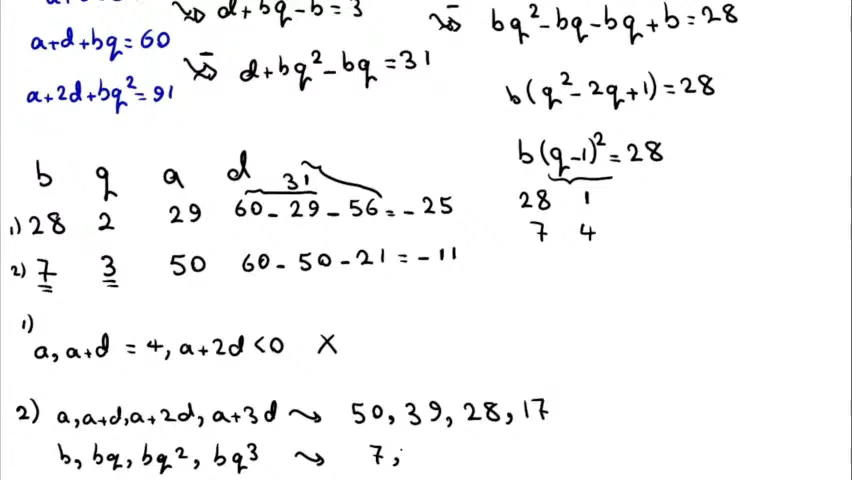 d+bq-b=3
a+d+bq=60
d+bq²-bq=31
a+2d+bq²=91
bq²-bq-bq+b=28
b(q²-2q+1)=28
b(q-1)²=28
28 1
7 4
b q a d
31
1) 28 2 29 60-29-56=-25
2) 7 3 50 60-50-21=-11
1)
a, a+d = 4, a+2d<0 X
2) a, a+d, a+2d, a+3d ⇝ 50, 39, 28, 17
b, bq, bq², bq³ ⇝ 7,